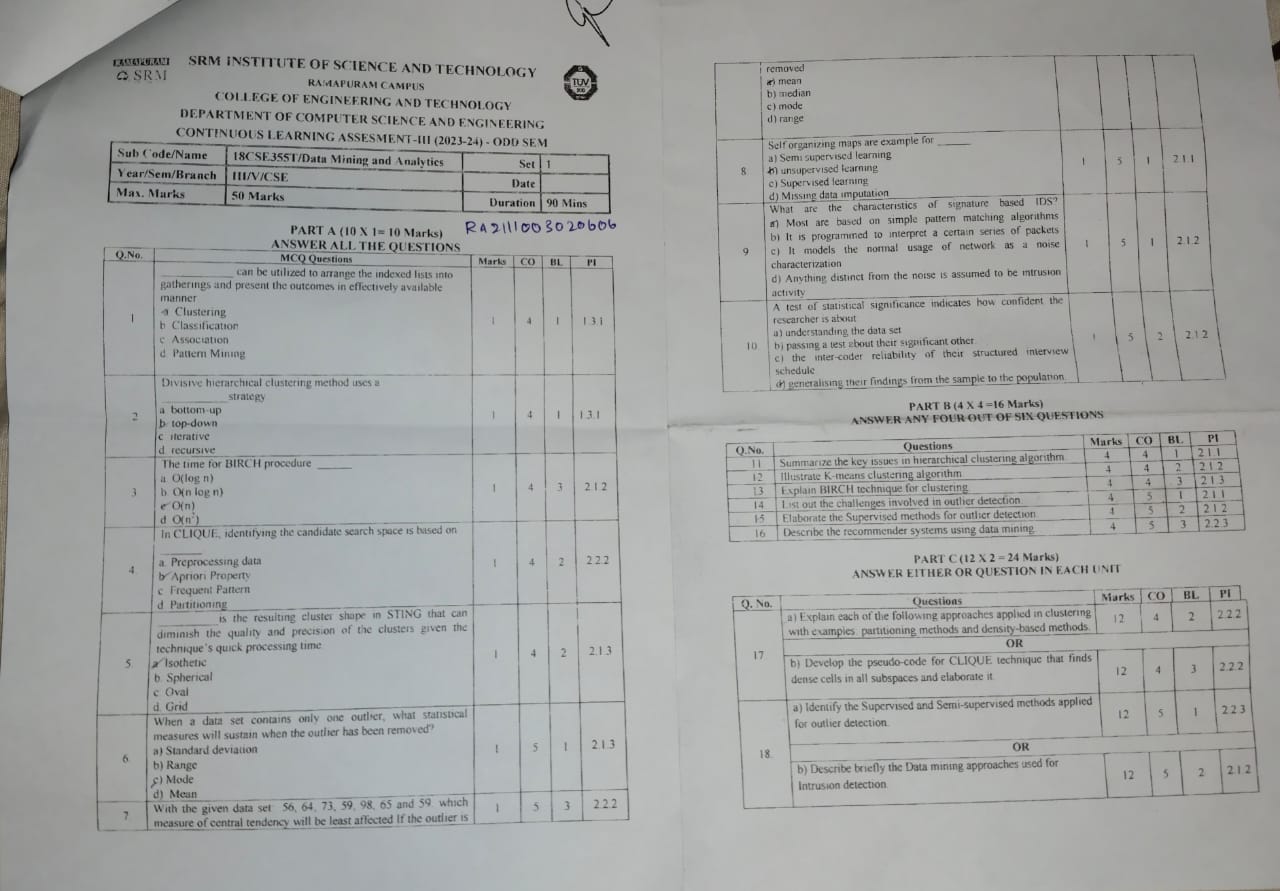 RAMAPURAM
SRM
SRM INSTITUTE OF SCIENCE AND TECHNOLOGY
RAMAPURAM CAMPUS
COLLEGE OF ENGINEERING AND TECHNOLOGY
DEPARTMENT OF COMPUTER SCIENCE AND ENGINEERING
CONTINUOUS LEARNING ASSESMENT-III (2023-24) - ODD SEM
TUV
Sub Code/Name 18CSE355T/Data Mining and Analytics Set 1
Year/Sem/Branch III/V/CSE Date
Max. Marks 50 Marks Duration 90 Mins
PART A (10 X 1= 10 Marks) RA2111003020606
ANSWER ALL THE QUESTIONS
Q.No. MCQ Questions Marks CO BL PI
1 ________ can be utilized to arrange the indexed lists into
gatherings and present the outcomes in effectively available
manner
a Clustering 1 4 1 1.3.1
b Classification
c Association
d. Pattern Mining
Divisive hierarchical clustering method uses a
________ strategy
2 a bottom-up 1 4 1 1.3.1
b. top-down
c iterative
d. recursive
The time for BIRCH procedure ______
a. O(log n)
3 b. O(n log n) 1 4 3 2.1.2
c O(n)
d O(n²)
In CLIQUE, identifying the candidate search space is based on
______
4. a. Preprocessing data 1 4 2 2.2.2
b Apriori Property
c Frequent Pattern
d. Partitioning
________ is the resulting cluster shape in STING that can
diminish the quality and precision of the clusters given the
technique's quick processing time.
5. a. Isothetic 1 4 2 2.1.3
b. Spherical
c. Oval
d. Grid
When a data set contains only one outlier, what statistical
measures will sustain when the outlier has been removed?
6. a) Standard deviation 1 5 1 2.1.3
b) Range
c) Mode
d) Mean
7 With the given data set: 56, 64, 73, 59, 98, 65 and 59. which 1 5 3 2.2.2
measure of central tendency will be least affected If the outlier is
removed
a) mean
b) median
c) mode
d) range
Self organizing maps are example for ______
a) Semi supervised learning
8 b) unsupervised learning 1 5 1 2.1.1
c) Supervised learning
d) Missing data imputation
What are the characteristics of signature based IDS?
a) Most are based on simple pattern matching algorithms
b) It is programmed to interpret a certain series of packets
9 c) It models the normal usage of network as a noise 1 5 1 2.1.2
characterization
d) Anything distinct from the noise is assumed to be intrusion
activity
A test of statistical significance indicates how confident the
researcher is about
a) understanding the data set
10 b) passing a test about their significant other 1 5 2 2.1.2
c) the inter-coder reliability of their structured interview
schedule
d) generalising their findings from the sample to the population.
PART B (4 X 4 =16 Marks)
ANSWER ANY FOUR OUT OF SIX QUESTIONS
Q.No. Questions Marks CO BL PI
11 Summarize the key issues in hierarchical clustering algorithm. 4 4 1 2.1.1
12 Illustrate K-means clustering algorithm 4 4 2 2.1.2
13 Explain BIRCH technique for clustering 4 4 3 2.1.3
14 List out the challenges involved in outlier detection. 4 5 1 2.1.1
15 Elaborate the Supervised methods for outlier detection 4 5 2 2.1.2
16 Describe the recommender systems using data mining. 4 5 3 2.2.3
PART C (12 X 2 = 24 Marks)
ANSWER EITHER OR QUESTION IN EACH UNIT
Q. No. Questions Marks CO BL PI
17 a) Explain each of the following approaches applied in clustering 12 4 2 2.2.2
with examples. partitioning methods and density-based methods.
OR
b) Develop the pseudo-code for CLIQUE technique that finds 12 4 3 2.2.2
dense cells in all subspaces and elaborate it.
18. a) Identify the Supervised and Semi-supervised methods applied 12 5 1 2.2.3
for outlier detection.
OR
b) Describe briefly the Data mining approaches used for 12 5 2 2.1.2
Intrusion detection.